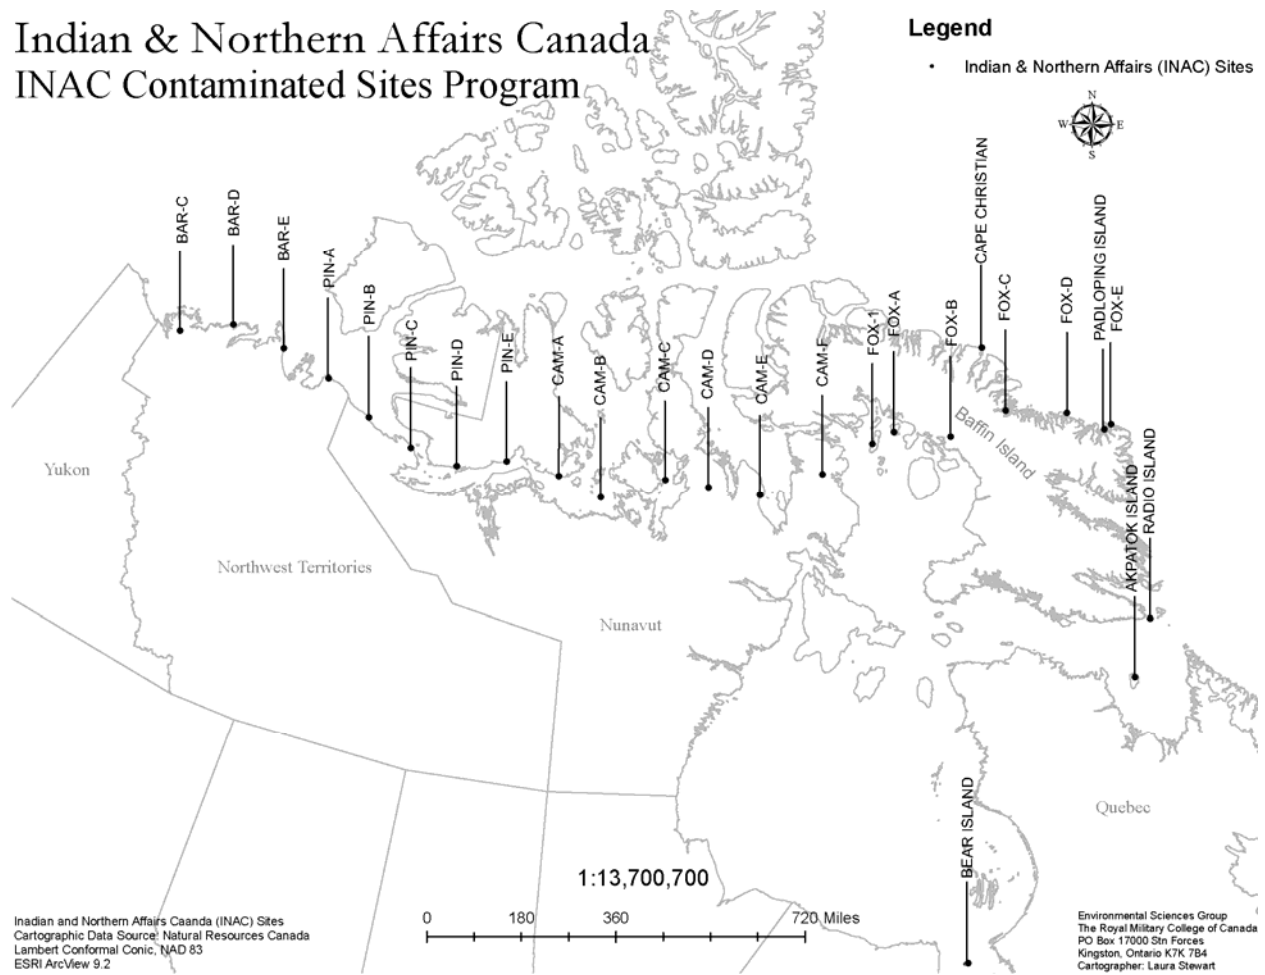 Indian & Northern Affairs Canada
INAC Contaminated Sites Program
Legend
• Indian & Northern Affairs (INAC) Sites
N
W E
S
BAR-C
BAR-D
BAR-E
PIN-A
PIN-B
PIN-C
PIN-D
PIN-E
CAM-A
CAM-B
CAM-C
CAM-D
CAM-E
CAM-F
FOX-1
FOX-A
FOX-B
CAPE CHRISTIAN
FOX-C
FOX-D
PADLOPING ISLAND
FOX-E
Baffin Island
AKPATOK ISLAND
RADIO ISLAND
Yukon
Northwest Territories
Nunavut
Quebec
BEAR ISLAND
1:13,700,700
0 180 360 720 Miles
Inadian and Northern Affairs Caanda (INAC) Sites
Cartographic Data Source: Natural Resources Canada
Lambert Conformal Conic, NAD 83
ESRI ArcView 9.2
Environmental Sciences Group
The Royal Military College of Canada
PO Box 17000 Stn Forces
Kingston, Ontario K7K 7B4
Cartographer: Laura Stewart